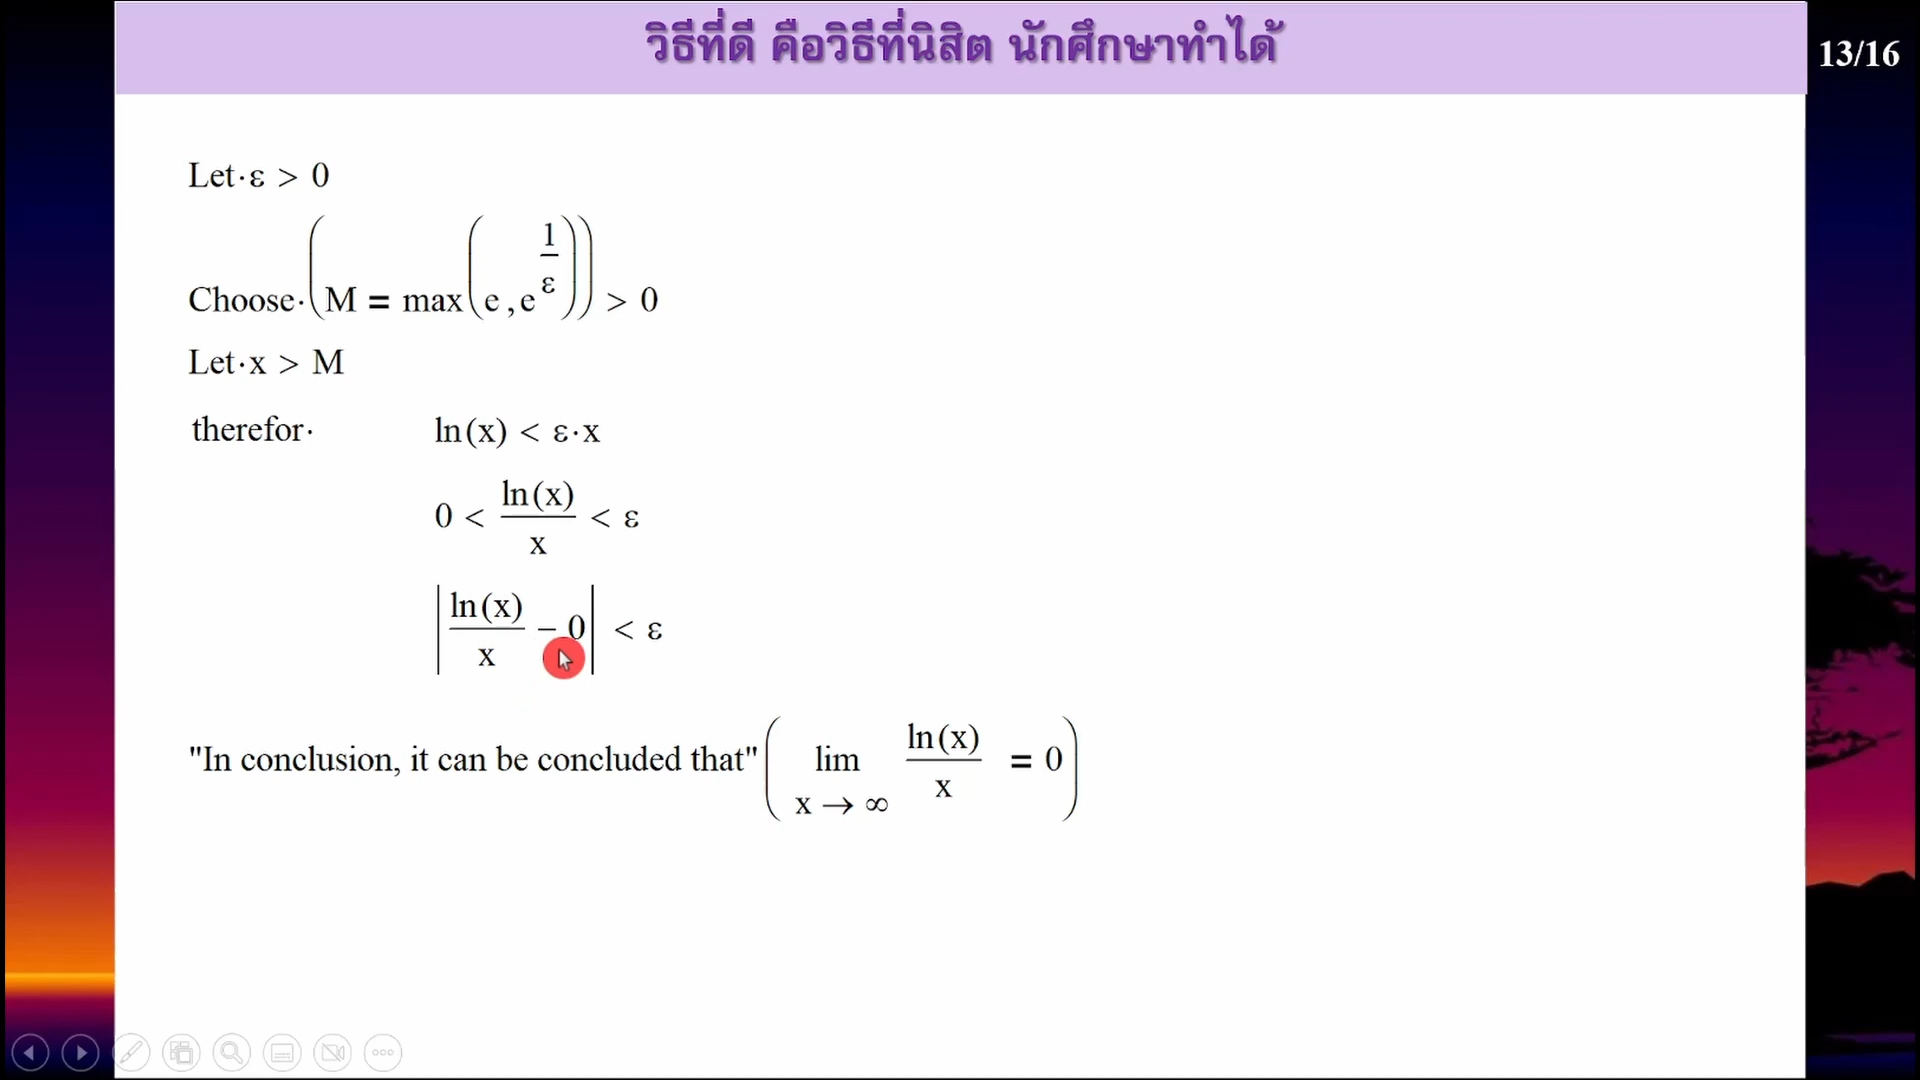 วิธีที่ดี คือวิธีที่นิสิต นักศึกษาทำได้
13/16
Let·ε > 0
Choose·(M = max(e , e^(1/ε))) > 0
Let·x > M
therefor· ln(x) < ε·x
0 < ln(x)/x < ε
|ln(x)/x − 0| < ε
"In conclusion, it can be concluded that" (lim x → ∞ ln(x)/x = 0)